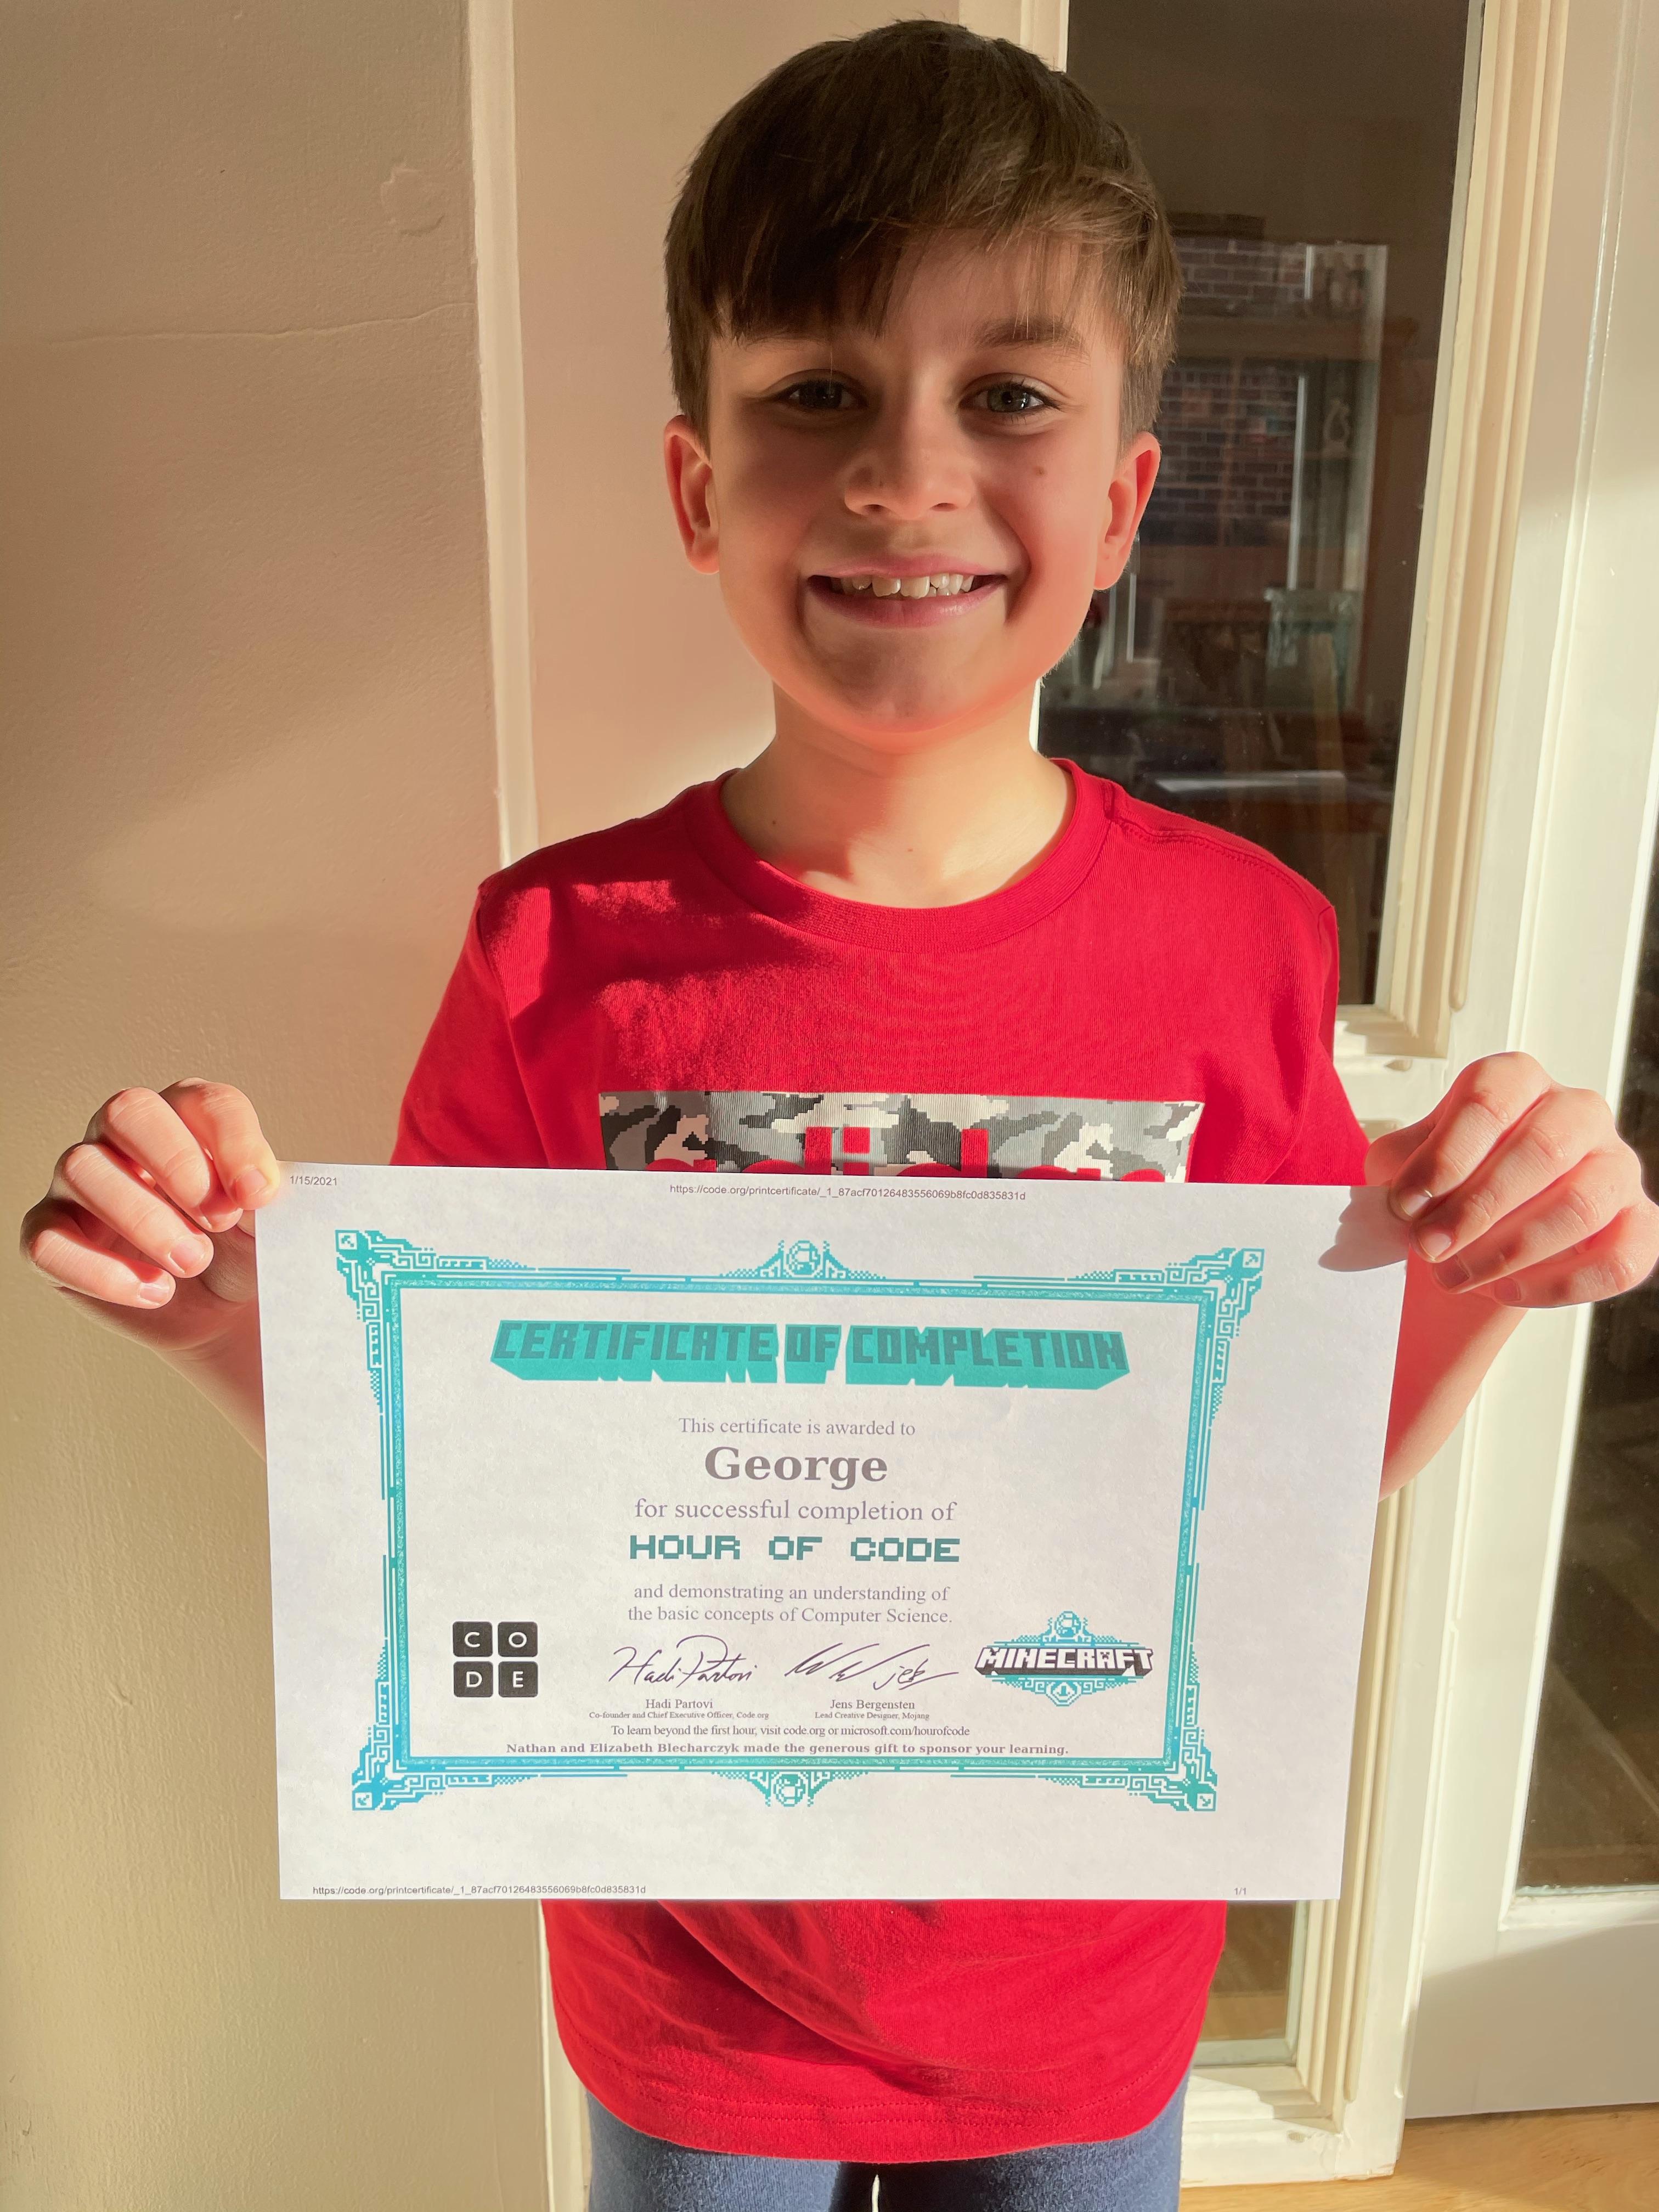 adidas
1/15/2021
https://code.org/printcertificate/_1_87acf70126483556069b8fc0d835831d
CERTIFICATE OF COMPLETION
This certificate is awarded to
George
for successful completion of
HOUR OF CODE
and demonstrating an understanding of
the basic concepts of Computer Science.
C O
D E
Hadi Partovi
jeb
MINECRAFT
Hadi Partovi
Co-founder and Chief Executive Officer, Code.org
Jens Bergensten
Lead Creative Designer, Mojang
To learn beyond the first hour, visit code.org or microsoft.com/hourofcode
Nathan and Elizabeth Blecharczyk made the generous gift to sponsor your learning.
https://code.org/printcertificate/_1_87acf70126483556069b8fc0d835831d
1/1